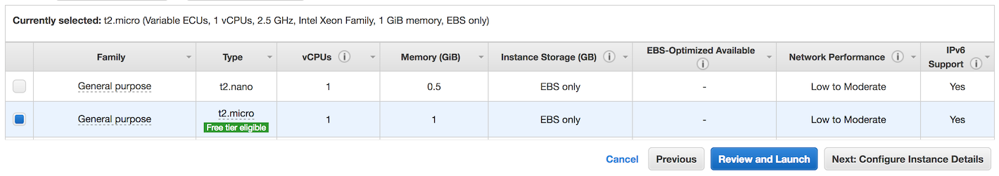 Currently selected: t2.micro (Variable ECUs, 1 vCPUs, 2.5 GHz, Intel Xeon Family, 1 GiB memory, EBS only)
Family Type vCPUs i Memory (GiB) Instance Storage (GB) i EBS-Optimized Available i Network Performance i IPv6 Support i
General purpose t2.nano 1 0.5 EBS only - Low to Moderate Yes
General purpose t2.micro Free tier eligible 1 1 EBS only - Low to Moderate Yes
Cancel Previous Review and Launch Next: Configure Instance Details